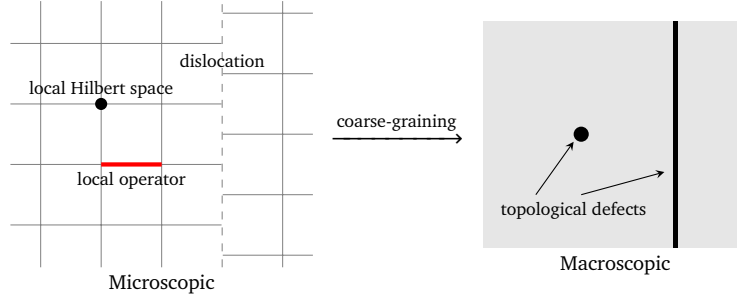 dislocation
local Hilbert space
local operator
Microscopic
coarse-graining
topological defects
Macroscopic